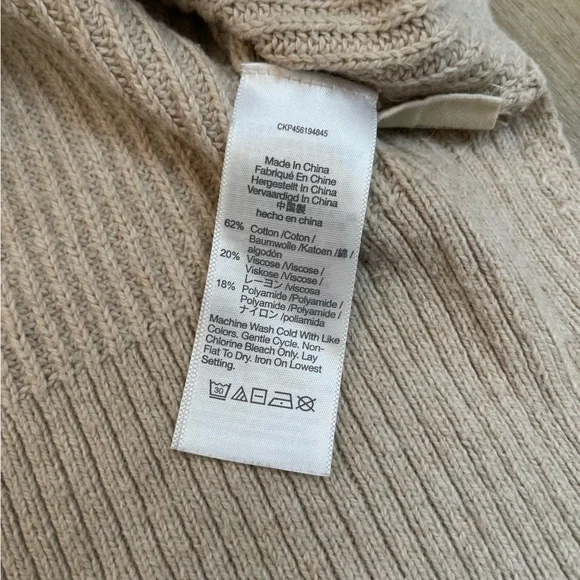 CKP456194845
Made In China
Fabriqué En Chine
Hergestellt In China
Vervaardigd In China
中国製
hecho en china
62% Cotton /Coton /
Baumwolle /Katoen /綿 /
algodón
20% Viscose /Viscose /
Viskose /Viscose /
レーヨン /viscosa
18% Polyamide /Polyamide /
Polyamide /Polyamide /
ナイロン /poliamida
Machine Wash Cold With Like
Colors. Gentle Cycle. Non-
Chlorine Bleach Only. Lay
Flat To Dry. Iron On Lowest
Setting.
30